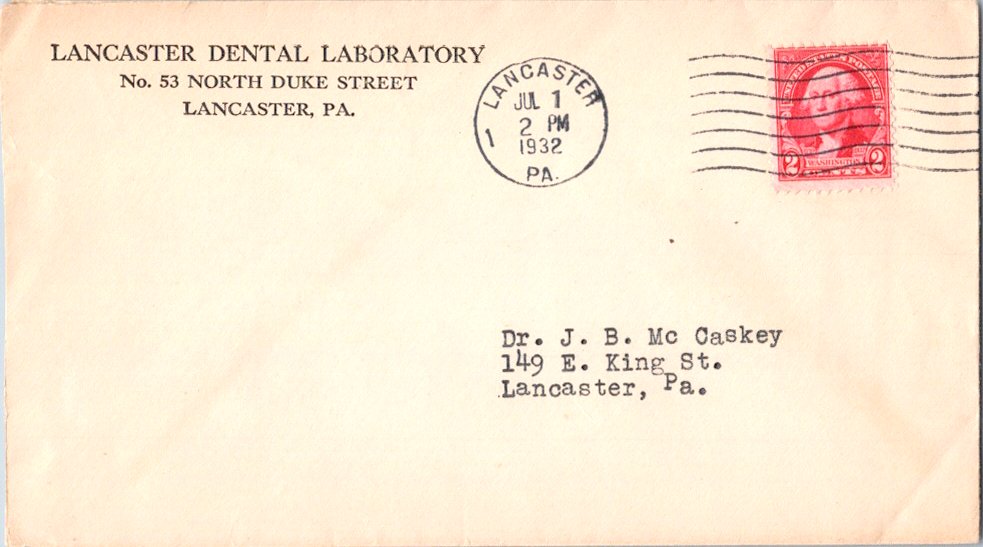 LANCASTER DENTAL LABORATORY
No. 53 NORTH DUKE STREET
LANCASTER, PA.
LANCASTER
JUL 1
2 PM
1932
1
PA.
2 WASHINGTON 2
Dr. J. B. Mc Caskey
149 E. King St.
Lancaster, Pa.